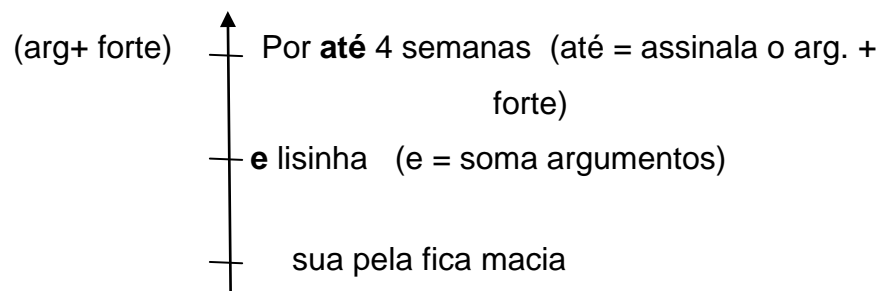 (arg+ forte) Por até 4 semanas (até = assinala o arg. +
forte)
e lisinha (e = soma argumentos)
sua pela fica macia